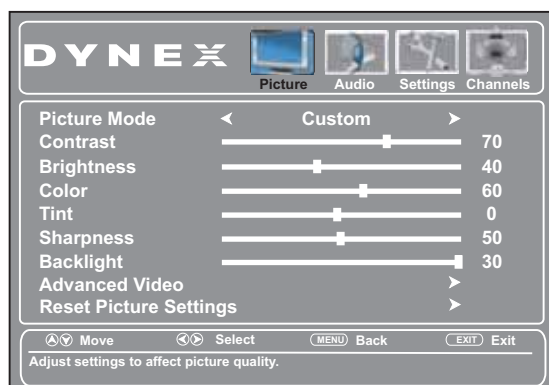 DYNEX
Picture Audio Settings Channels
Picture Mode Custom
Contrast 70
Brightness 40
Color 60
Tint 0
Sharpness 50
Backlight 30
Advanced Video
Reset Picture Settings
Move Select MENU Back EXIT Exit
Adjust settings to affect picture quality.